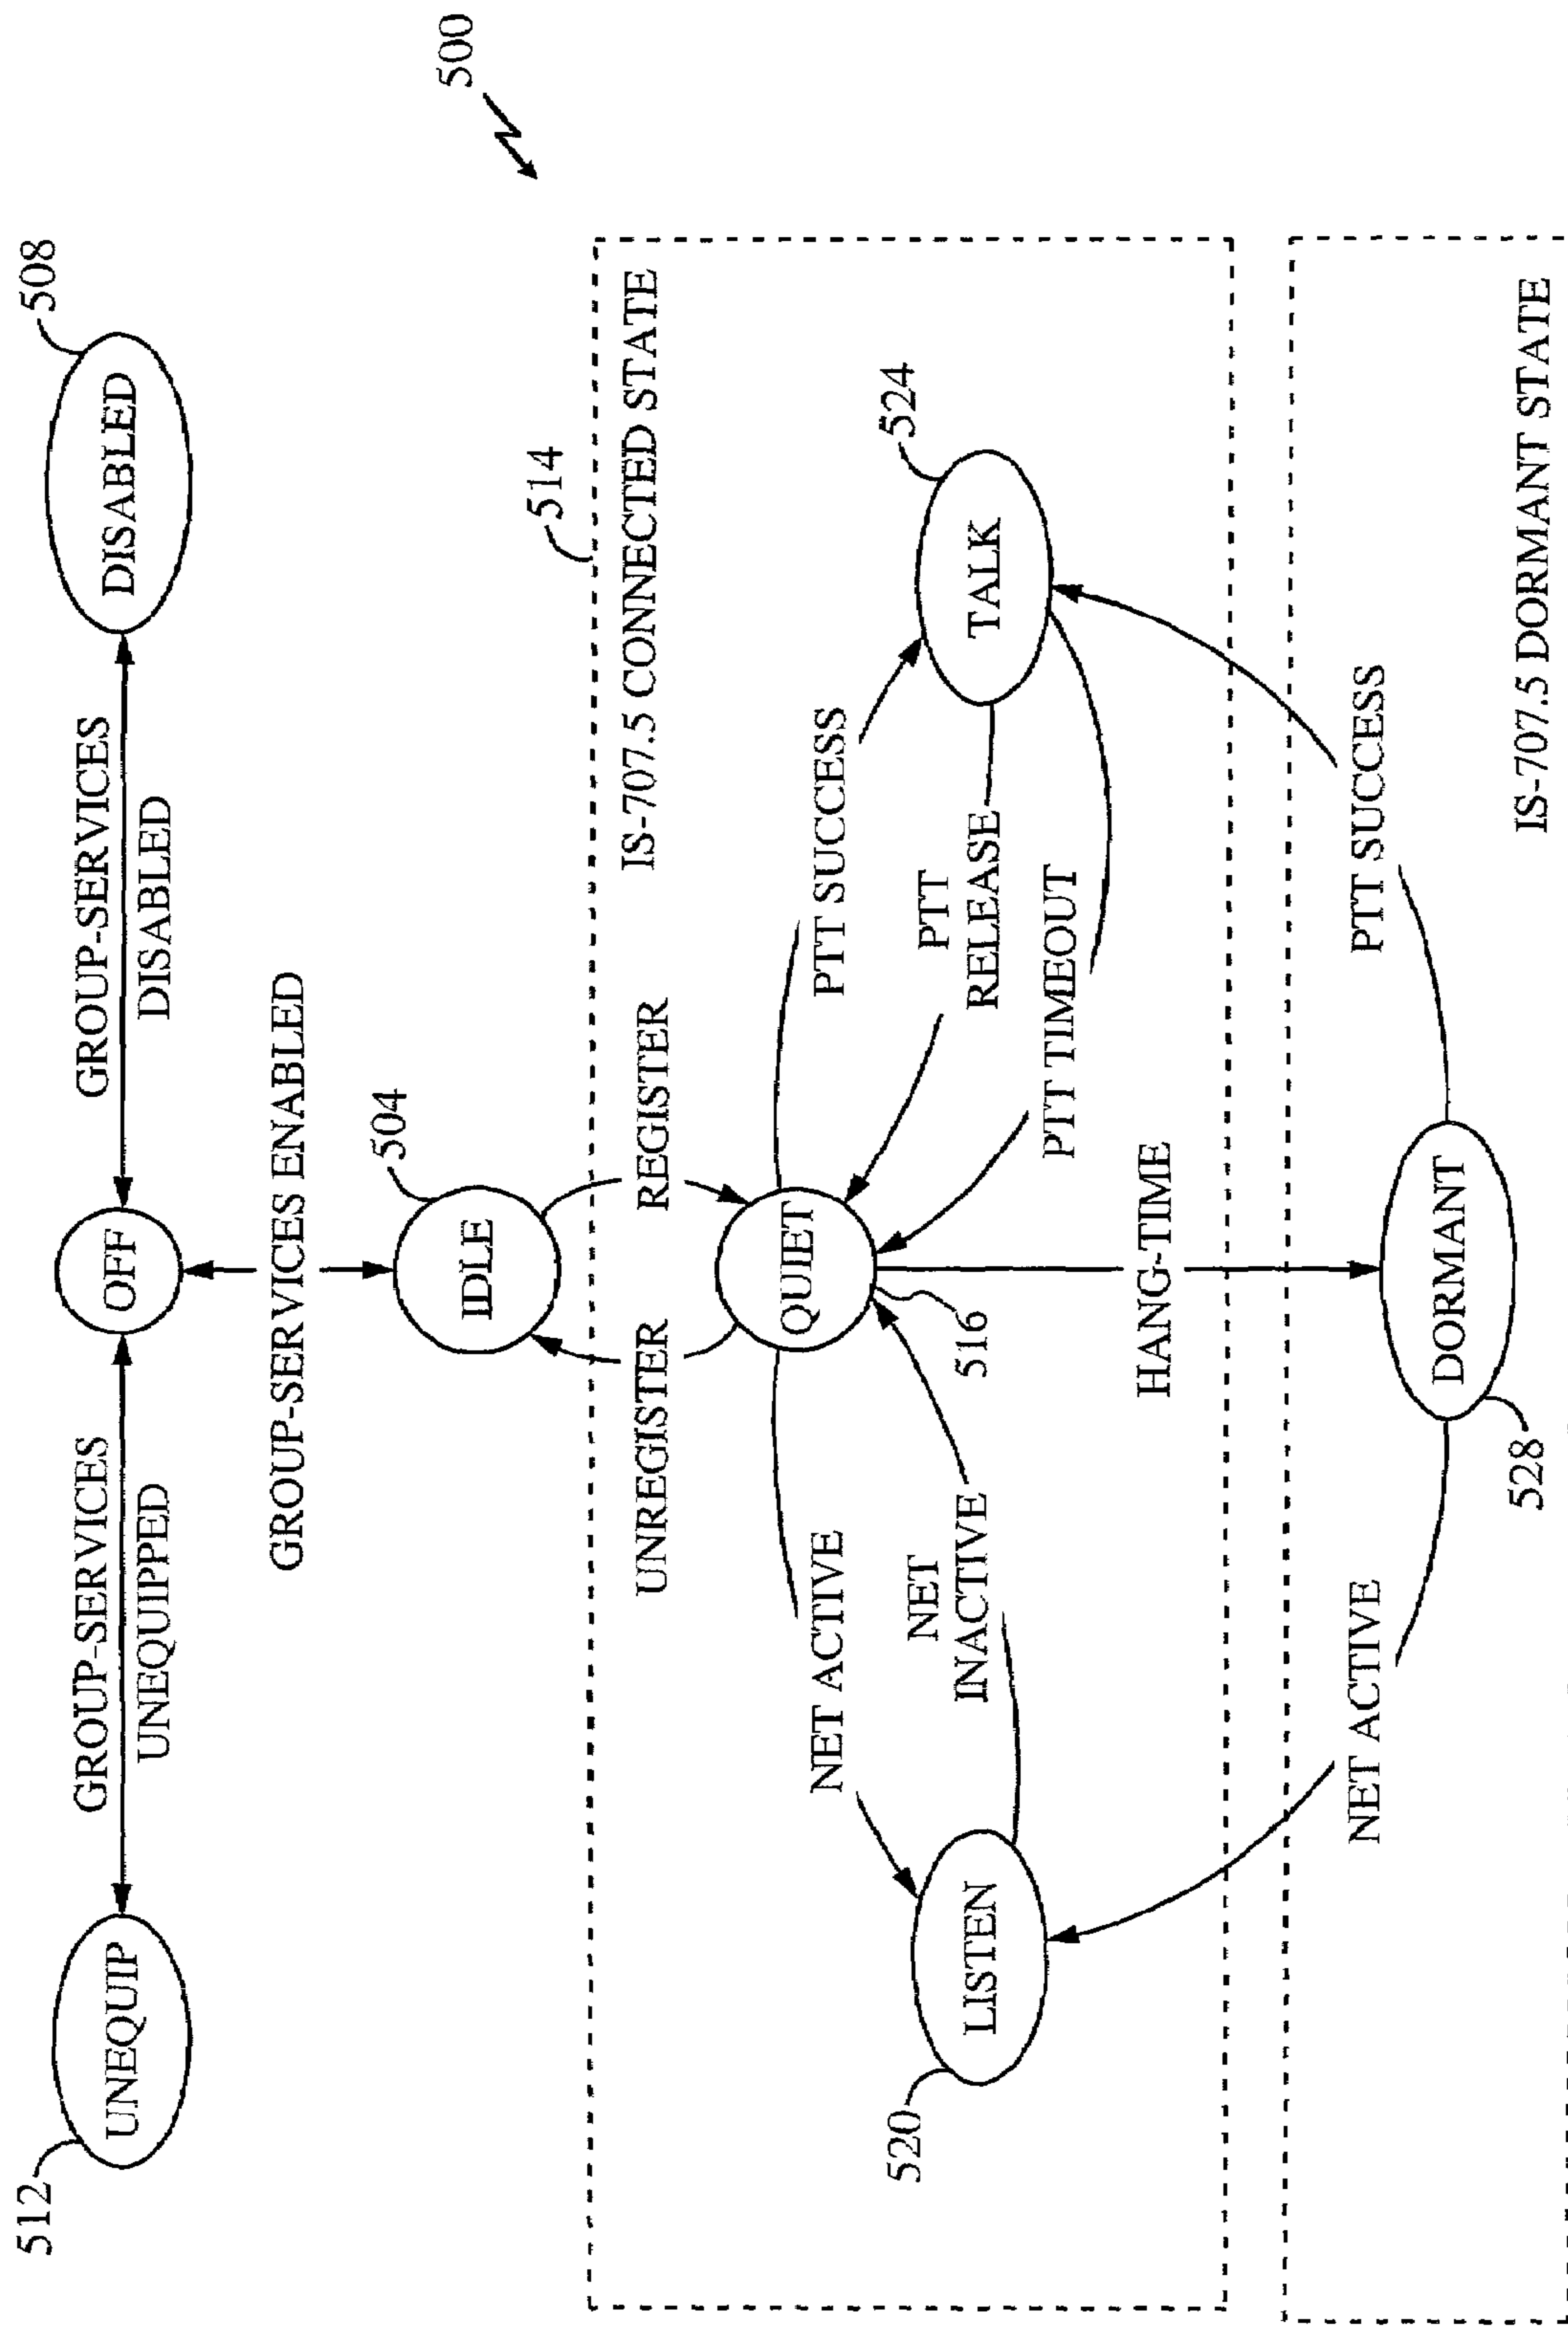 500
512
UNEQUIP
GROUP-SERVICES
UNEQUIPPED
OFF
GROUP-SERVICES
DISABLED
DISABLED
508
GROUP-SERVICES ENABLED
IDLE
504
514
UNREGISTER
REGISTER
IS-707.5 CONNECTED STATE
QUIET
516
NET ACTIVE
NET
INACTIVE
LISTEN
520
PTT SUCCESS
PTT
RELEASE
PTT TIMEOUT
TALK
524
HANG-TIME
NET ACTIVE
PTT SUCCESS
DORMANT
528
IS-707.5 DORMANT STATE